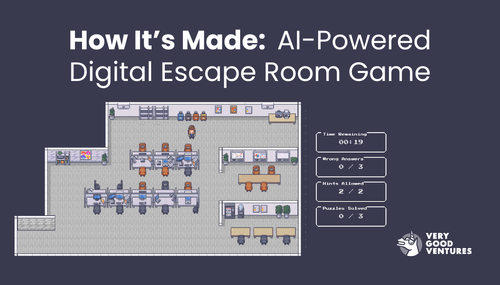 How It's Made: AI-Powered
Digital Escape Room Game
Time Remaining
00:19
Wrong Answers
0 / 3
Hints Allowed
2 / 2
Puzzles Solved
0 / 3
VERY
GOOD
VENTURES